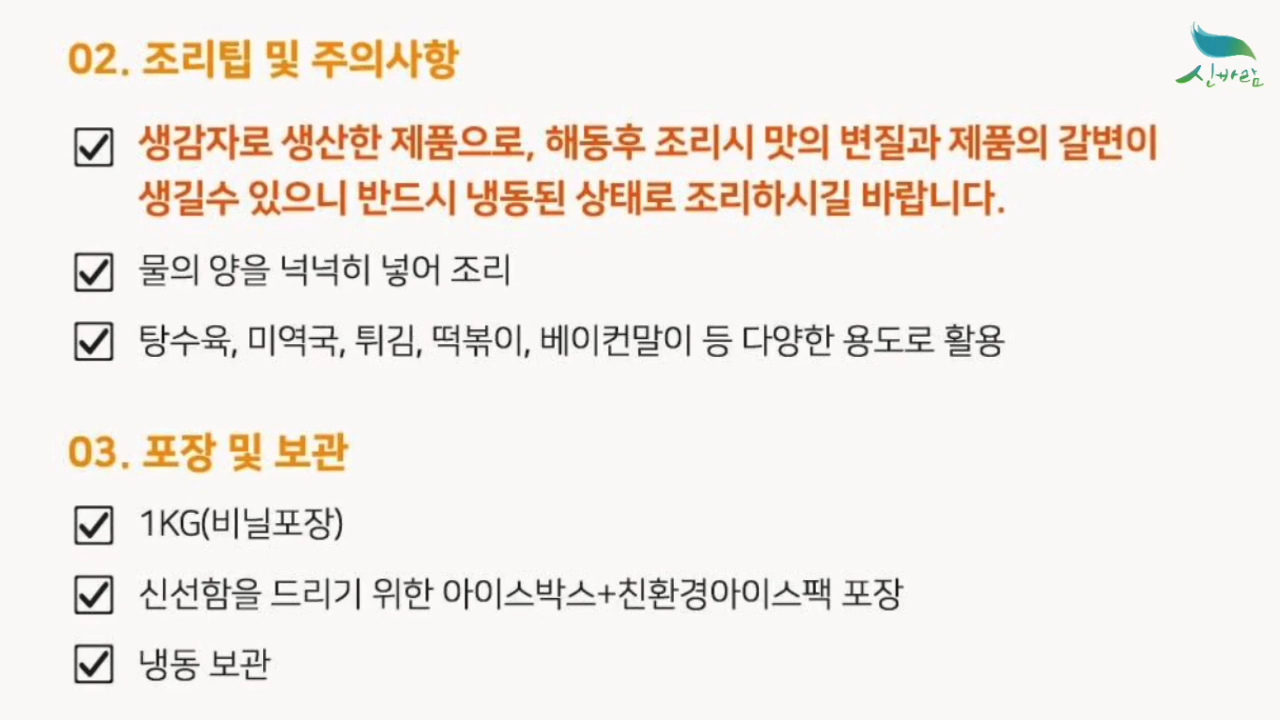 신바람
02. 조리팁 및 주의사항
생감자로 생산한 제품으로, 해동후 조리시 맛의 변질과 제품의 갈변이
생길수 있으니 반드시 냉동된 상태로 조리하시길 바랍니다.
물의 양을 넉넉히 넣어 조리
탕수육, 미역국, 튀김, 떡볶이, 베이컨말이 등 다양한 용도로 활용
03. 포장 및 보관
1KG(비닐포장)
신선함을 드리기 위한 아이스박스+친환경아이스팩 포장
냉동 보관